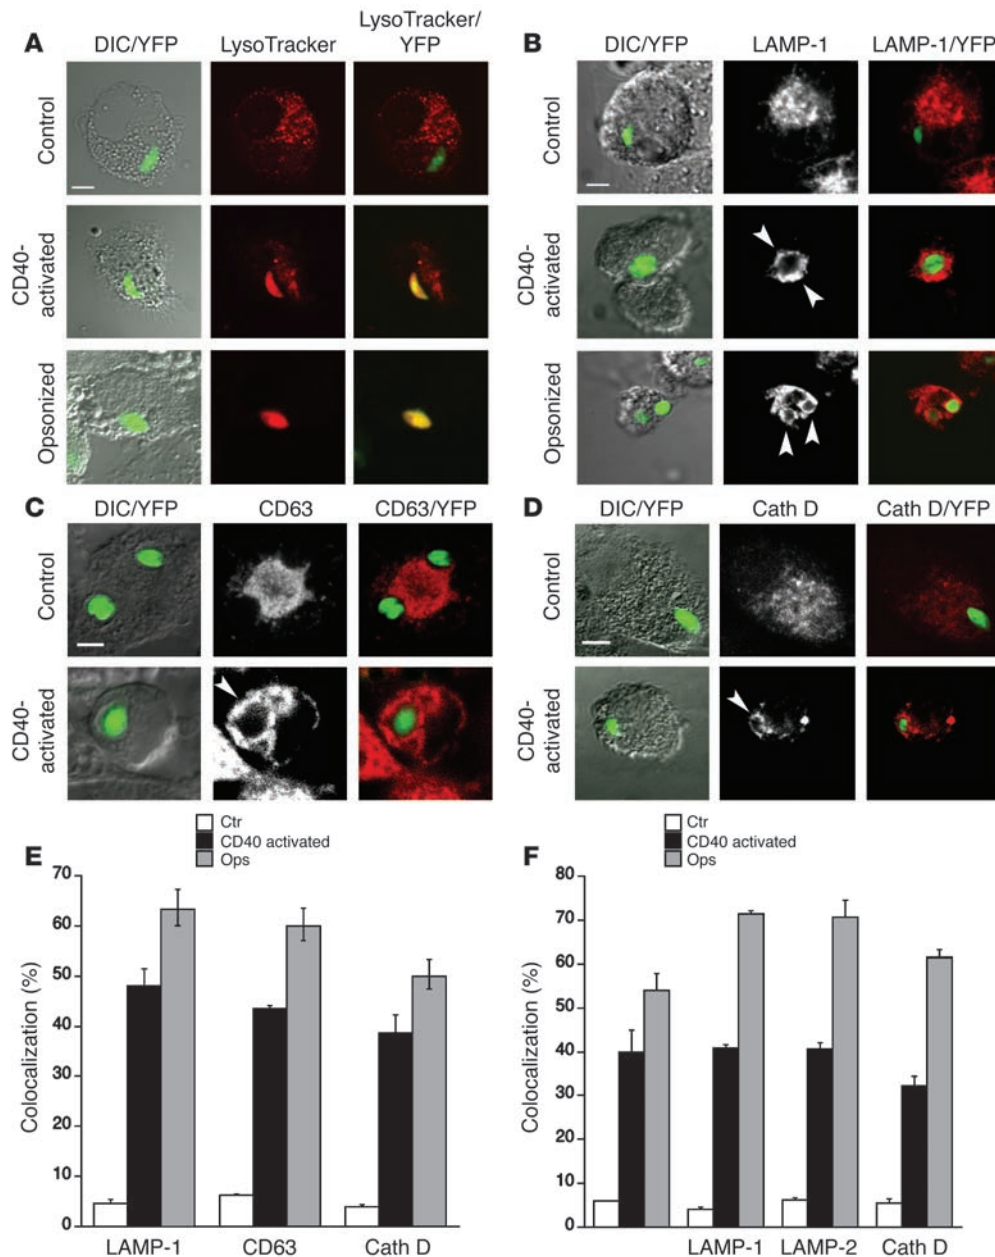 A
DIC/YFP
LysoTracker
LysoTracker/
YFP
Control
CD40-
activated
Opsonized
B
DIC/YFP
LAMP-1
LAMP-1/YFP
Control
CD40-
activated
Opsonized
C
DIC/YFP
CD63
CD63/YFP
Control
CD40-
activated
D
DIC/YFP
Cath D
Cath D/YFP
Control
CD40-
activated
E
Ctr
CD40 activated
Ops
Colocalization (%)
70
60
50
40
30
20
10
0
LAMP-1
CD63
Cath D
F
Ctr
CD40 activated
Ops
Colocalization (%)
80
70
60
50
40
30
20
10
0
LAMP-1
LAMP-2
Cath D